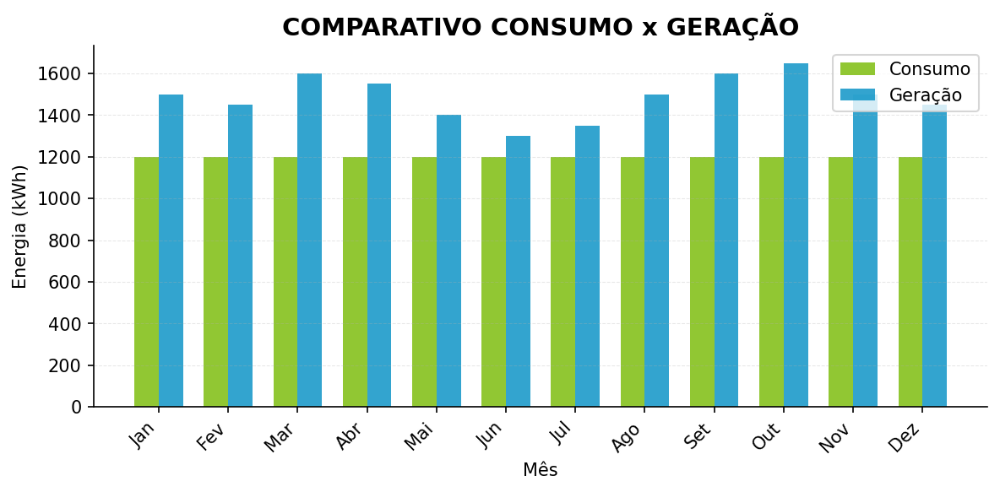 COMPARATIVO CONSUMO x GERAÇÃO
Consumo
Geração
Energia (kWh)
1600
1400
1200
1000
800
600
400
200
0
Jan Fev Mar Abr Mai Jun Jul Ago Set Out Nov Dez
Mês